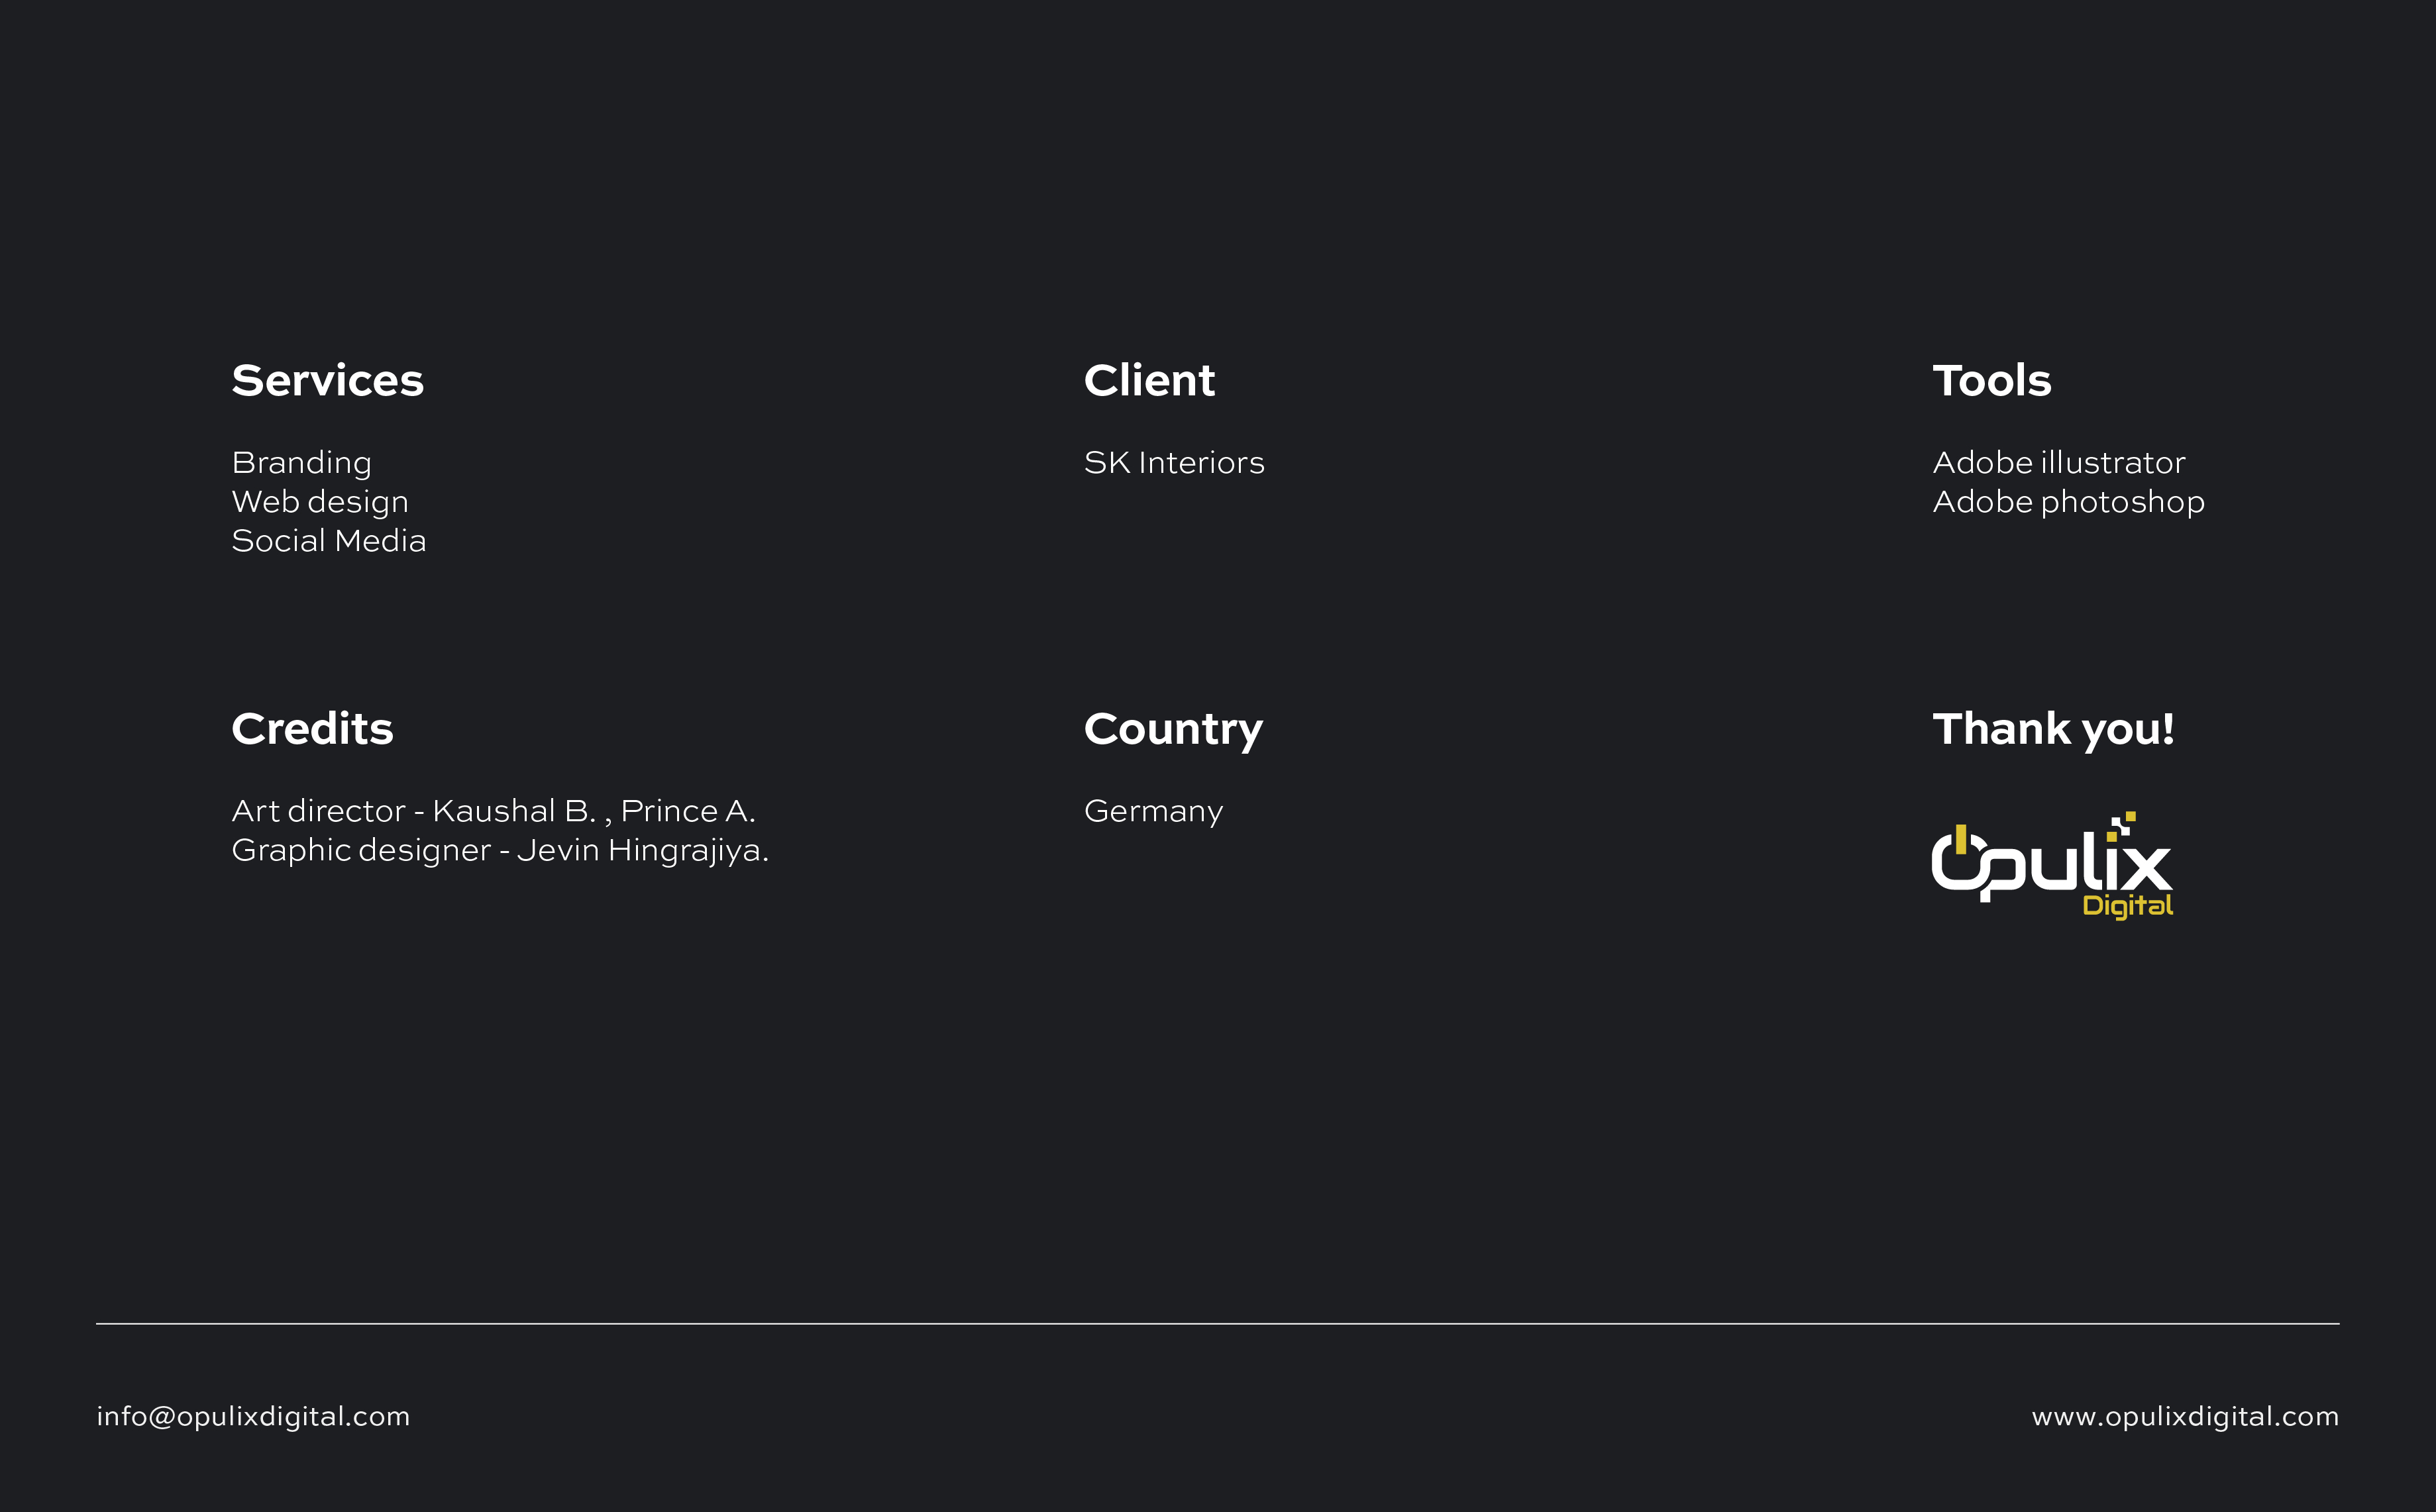 Services
Branding
Web design
Social Media
Client
SK Interiors
Tools
Adobe illustrator
Adobe photoshop
Credits
Art director - Kaushal B. , Prince A.
Graphic designer - Jevin Hingrajiya.
Country
Germany
Thank you!
Opulix
Digital
info@opulixdigital.com
www.opulixdigital.com